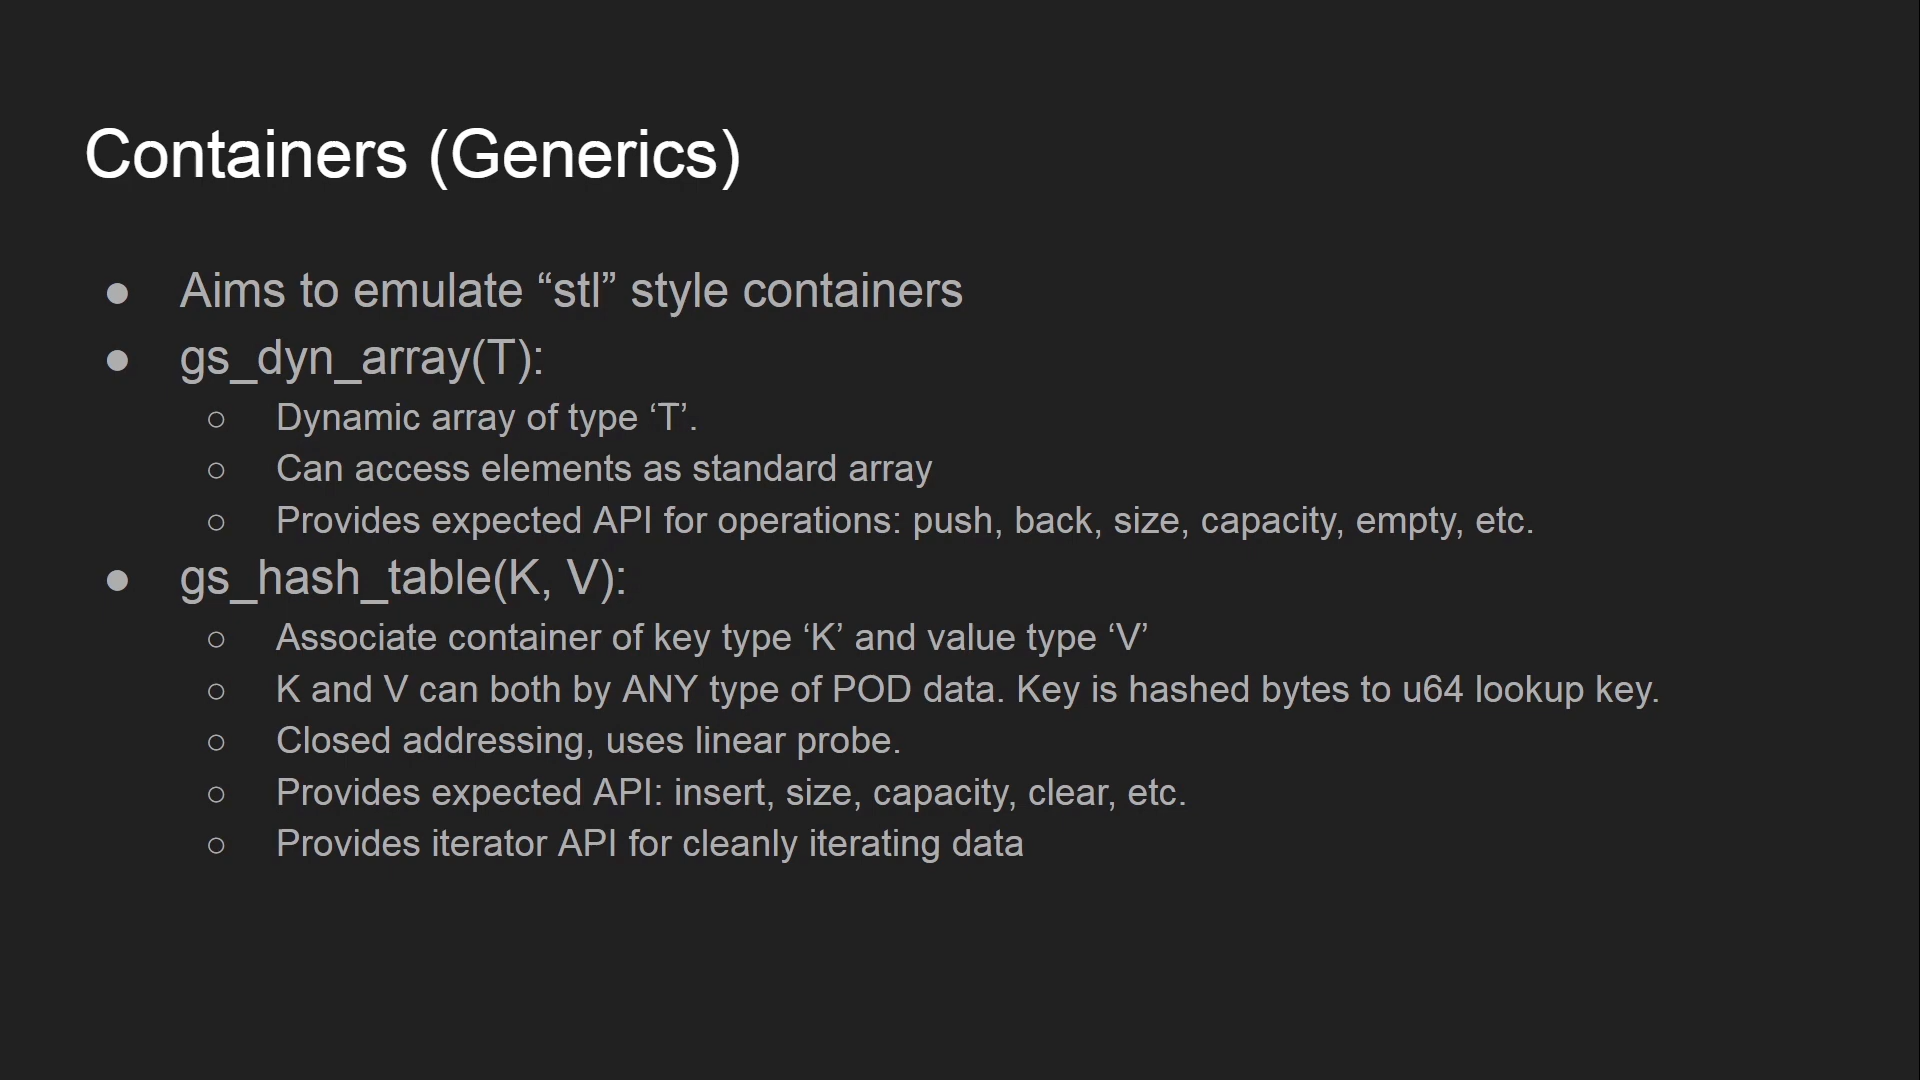 Containers (Generics)
● Aims to emulate “stl” style containers
● gs_dyn_array(T):
○ Dynamic array of type ‘T’.
○ Can access elements as standard array
○ Provides expected API for operations: push, back, size, capacity, empty, etc.
● gs_hash_table(K, V):
○ Associate container of key type ‘K’ and value type ‘V’
○ K and V can both by ANY type of POD data. Key is hashed bytes to u64 lookup key.
○ Closed addressing, uses linear probe.
○ Provides expected API: insert, size, capacity, clear, etc.
○ Provides iterator API for cleanly iterating data